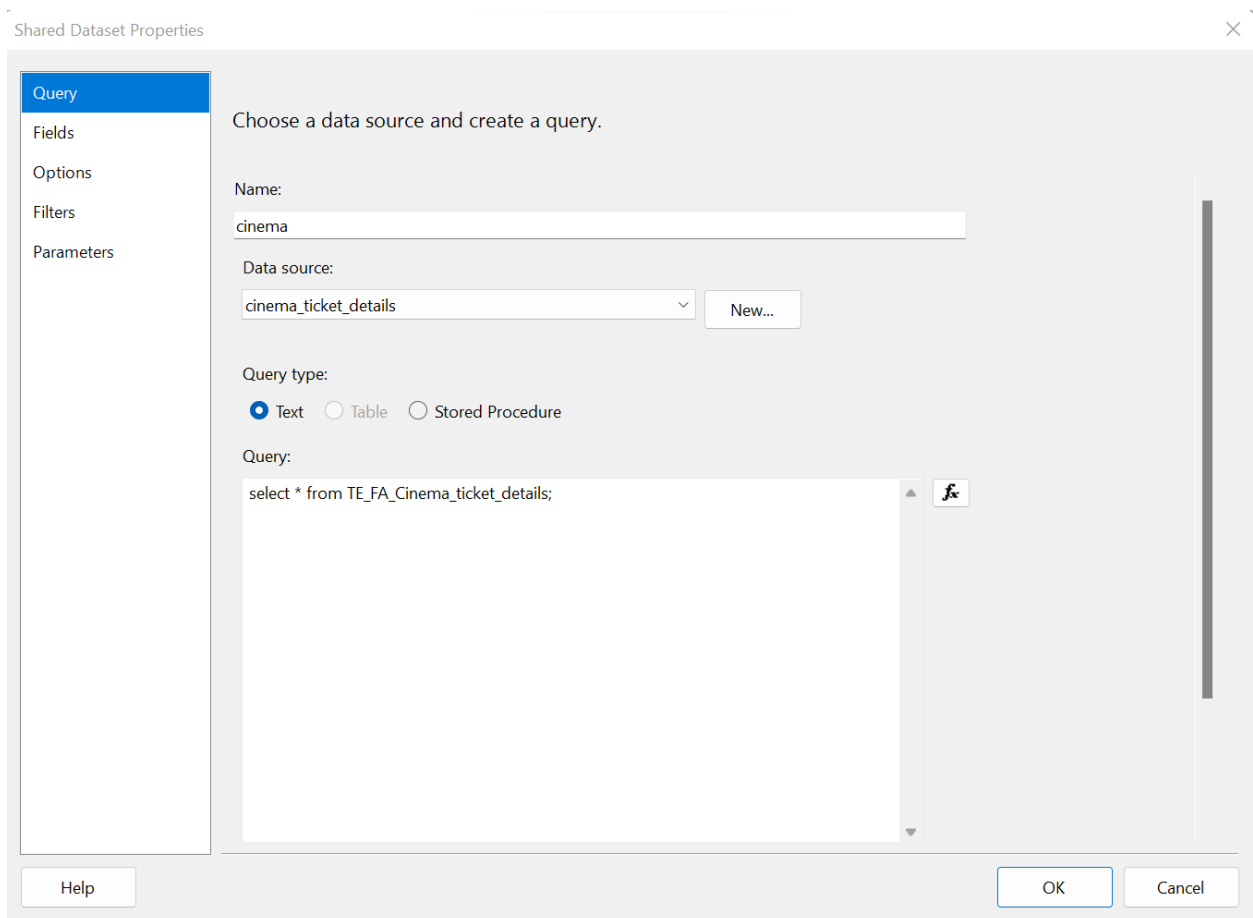 Shared Dataset Properties
Query
Fields
Options
Filters
Parameters
Choose a data source and create a query.
Name:
cinema
Data source:
cinema_ticket_details
New...
Query type:
Text Table Stored Procedure
Query:
select * from TE_FA_Cinema_ticket_details;
fx
Help
OK
Cancel